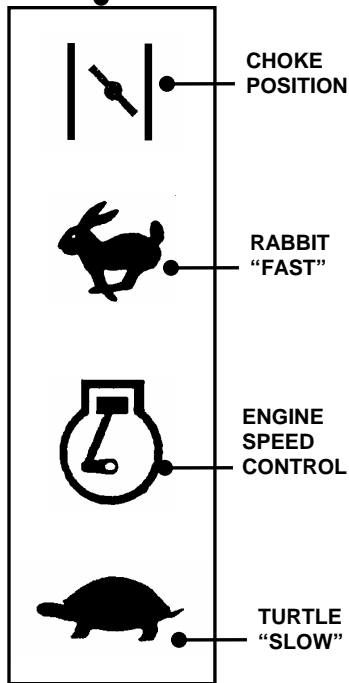 CHOKE
POSITION
RABBIT
“FAST”
ENGINE
SPEED
CONTROL
TURTLE
“SLOW”